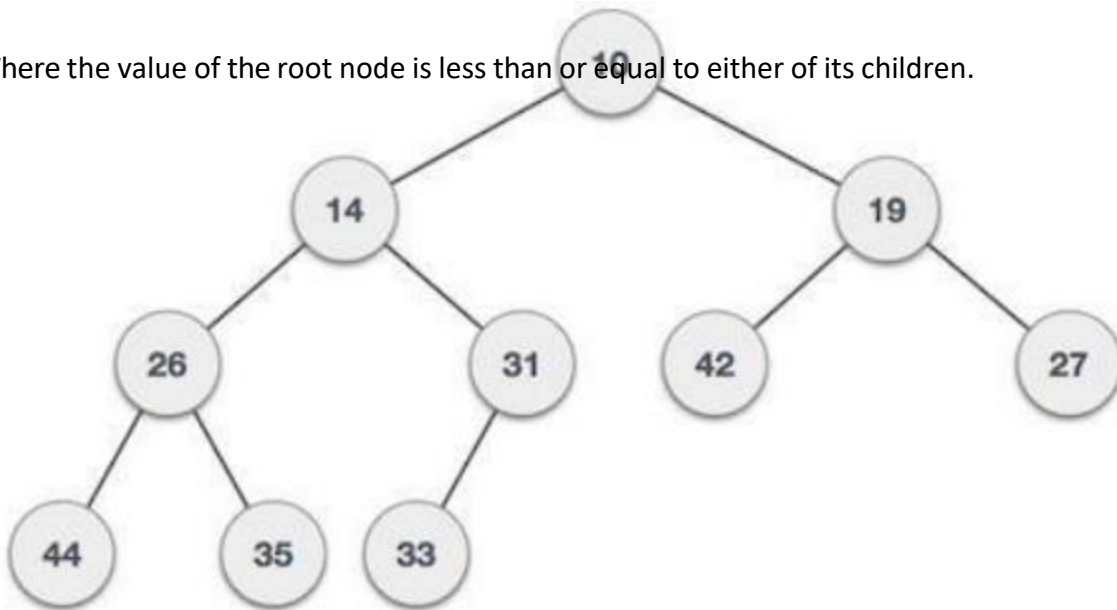 here the value of the root node is less than or equal to either of its children.
10
14 19
26 31 42 27
44 35 33